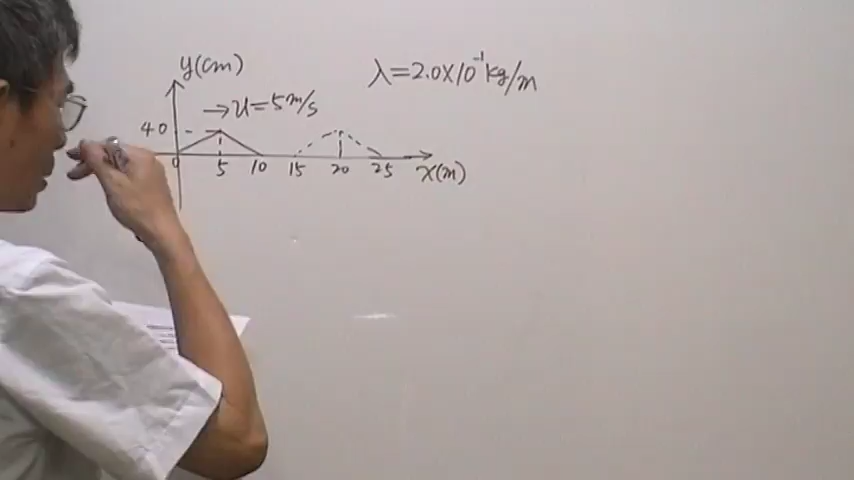 y(cm)
λ=2.0×10⁻¹kg/m
→u=5m/s
40
0 5 10 15 20 25 x(m)